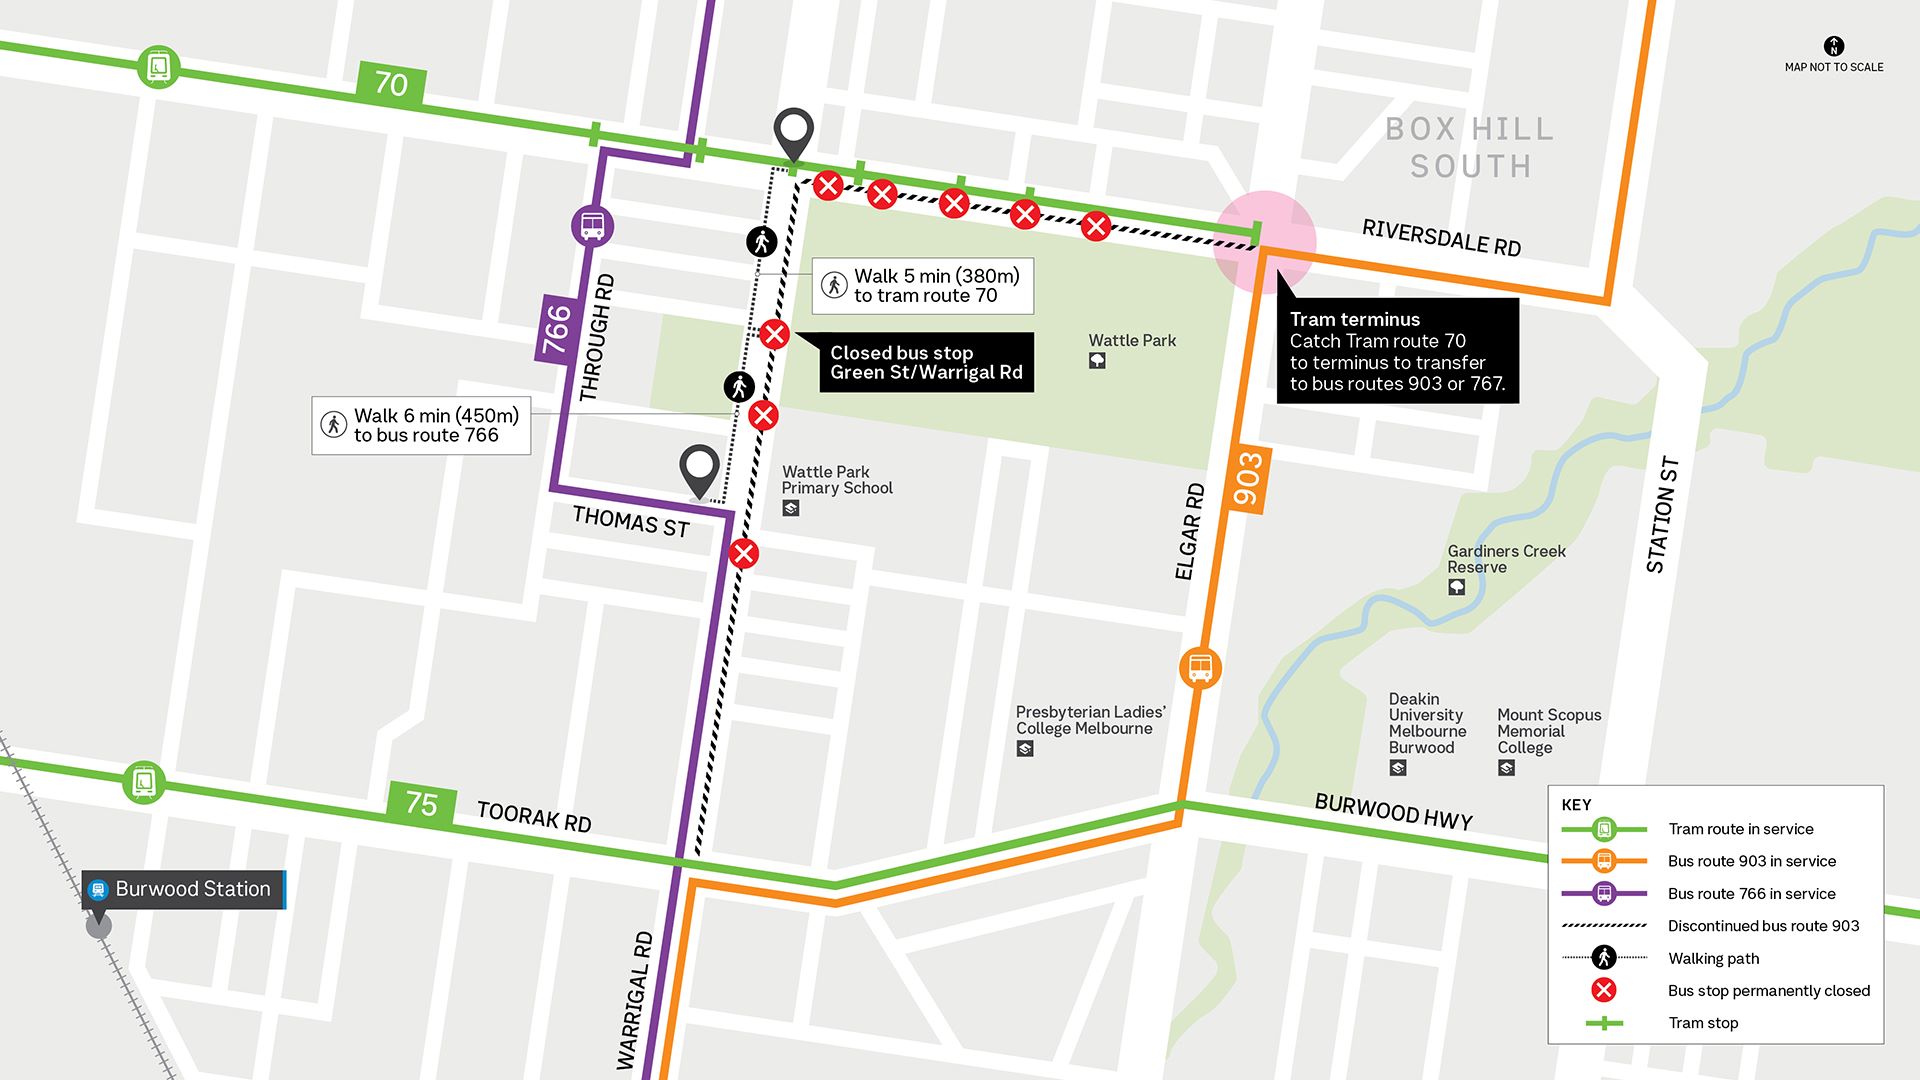 N
MAP NOT TO SCALE
70
BOX HILL
SOUTH
RIVERSDALE RD
Walk 5 min (380m)
to tram route 70
THROUGH RD
766
Closed bus stop
Green St/Warrigal Rd
Wattle Park
Tram terminus
Catch Tram route 70
to terminus to transfer
to bus routes 903 or 767.
Walk 6 min (450m)
to bus route 766
Wattle Park
Primary School
THOMAS ST
903
ELGAR RD
STATION ST
Gardiners Creek
Reserve
Presbyterian Ladies'
College Melbourne
Deakin
University
Melbourne
Burwood
Mount Scopus
Memorial
College
75
TOORAK RD
BURWOOD HWY
Burwood Station
WARRIGAL RD
KEY
Tram route in service
Bus route 903 in service
Bus route 766 in service
Discontinued bus route 903
Walking path
Bus stop permanently closed
Tram stop